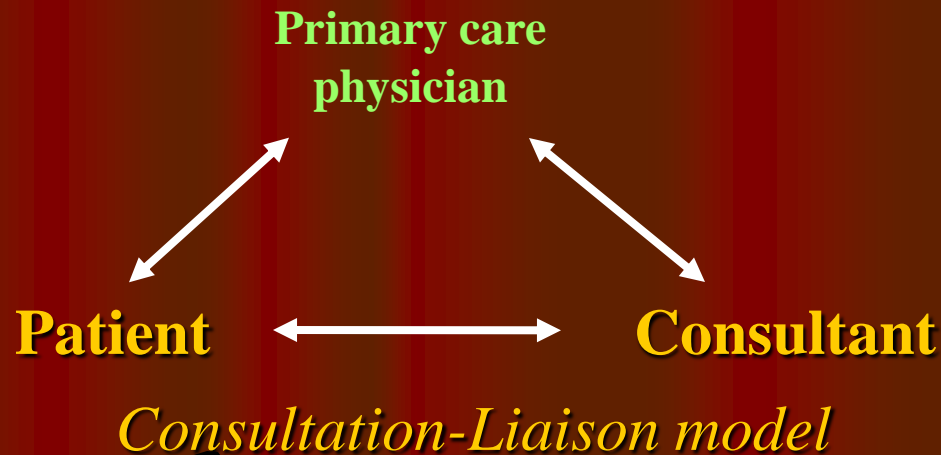 Primary care
physician
Patient
Consultant
Consultation-Liaison model